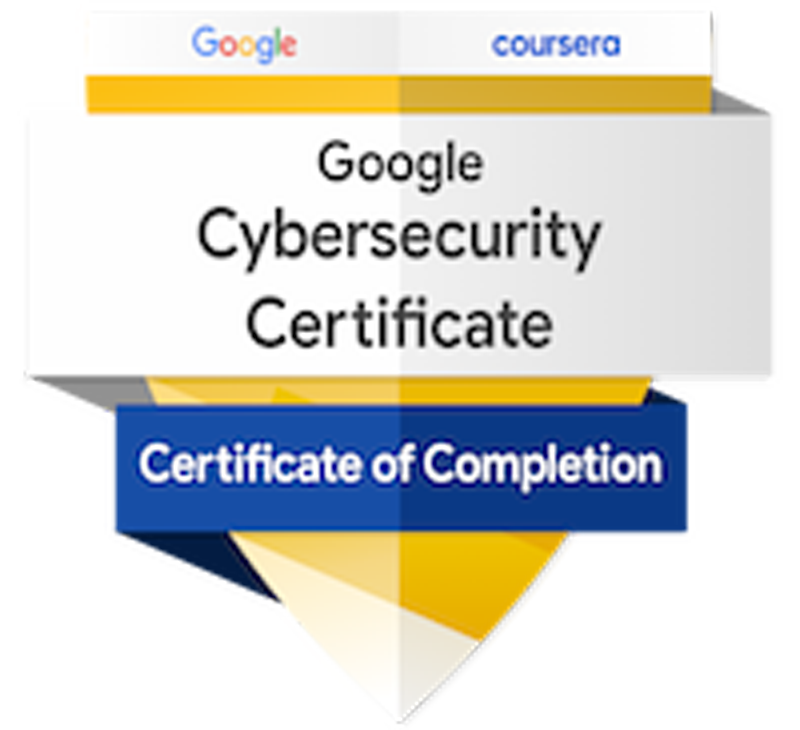 Google coursera
Google
Cybersecurity
Certificate
Certificate of Completion